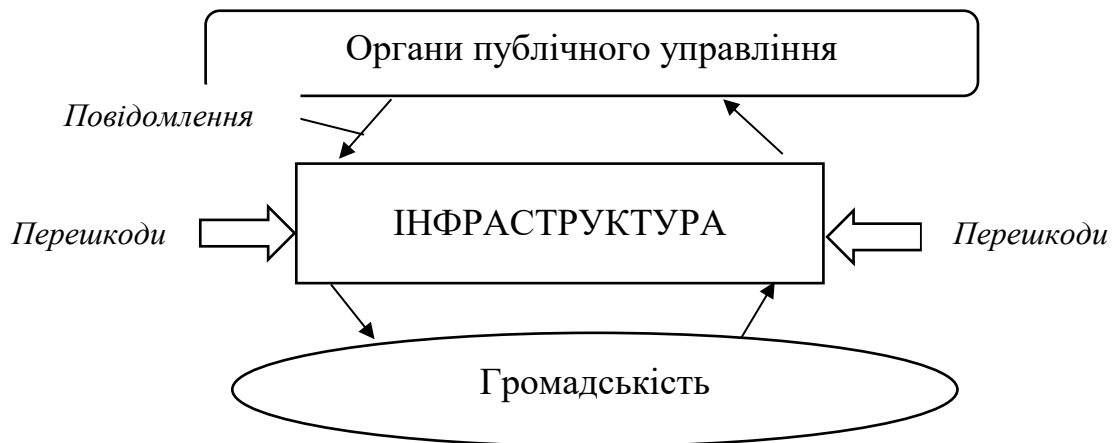 Органи публічного управління
Повідомлення
ІНФРАСТРУКТУРА
Перешкоди
Перешкоди
Громадськість